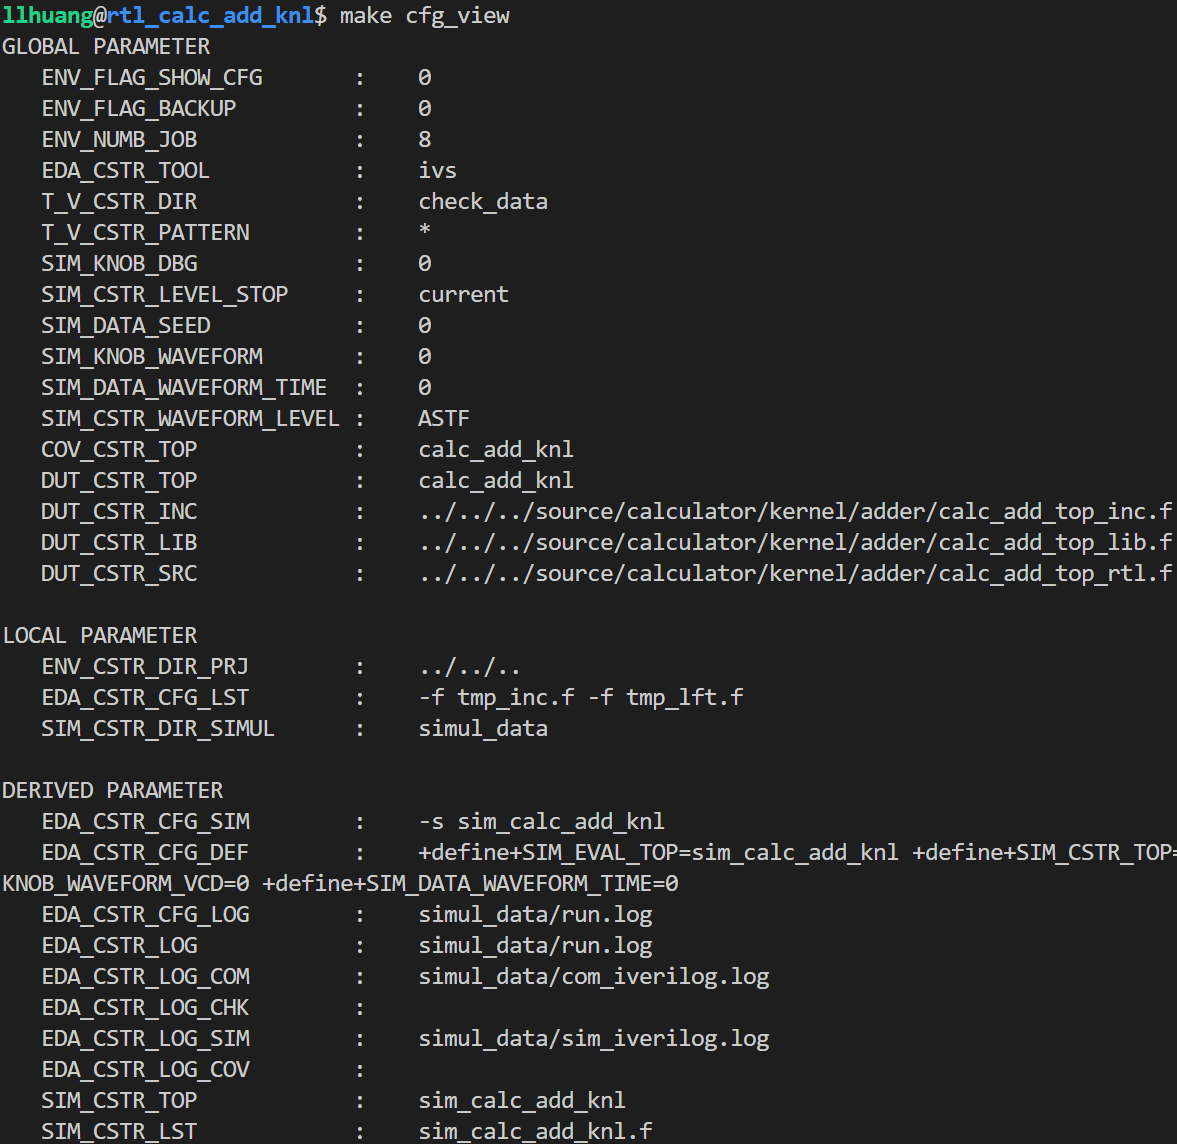 llhuang@rtl_calc_add_knl$ make cfg_view
GLOBAL PARAMETER
   ENV_FLAG_SHOW_CFG       :    0
   ENV_FLAG_BACKUP         :    0
   ENV_NUMB_JOB            :    8
   EDA_CSTR_TOOL           :    ivs
   T_V_CSTR_DIR            :    check_data
   T_V_CSTR_PATTERN        :    *
   SIM_KNOB_DBG            :    0
   SIM_CSTR_LEVEL_STOP     :    current
   SIM_DATA_SEED           :    0
   SIM_KNOB_WAVEFORM       :    0
   SIM_DATA_WAVEFORM_TIME  :    0
   SIM_CSTR_WAVEFORM_LEVEL :    ASTF
   COV_CSTR_TOP            :    calc_add_knl
   DUT_CSTR_TOP            :    calc_add_knl
   DUT_CSTR_INC            :    ../../../source/calculator/kernel/adder/calc_add_top_inc.f
   DUT_CSTR_LIB            :    ../../../source/calculator/kernel/adder/calc_add_top_lib.f
   DUT_CSTR_SRC            :    ../../../source/calculator/kernel/adder/calc_add_top_rtl.f

LOCAL PARAMETER
   ENV_CSTR_DIR_PRJ        :    ../../..
   EDA_CSTR_CFG_LST        :    -f tmp_inc.f -f tmp_lft.f
   SIM_CSTR_DIR_SIMUL      :    simul_data

DERIVED PARAMETER
   EDA_CSTR_CFG_SIM        :    -s sim_calc_add_knl
   EDA_CSTR_CFG_DEF        :    +define+SIM_EVAL_TOP=sim_calc_add_knl +define+SIM_CSTR_TOP=
KNOB_WAVEFORM_VCD=0 +define+SIM_DATA_WAVEFORM_TIME=0
   EDA_CSTR_CFG_LOG        :    simul_data/run.log
   EDA_CSTR_LOG            :    simul_data/run.log
   EDA_CSTR_LOG_COM        :    simul_data/com_iverilog.log
   EDA_CSTR_LOG_CHK        :
   EDA_CSTR_LOG_SIM        :    simul_data/sim_iverilog.log
   EDA_CSTR_LOG_COV        :
   SIM_CSTR_TOP            :    sim_calc_add_knl
   SIM_CSTR_LST            :    sim_calc_add_knl.f